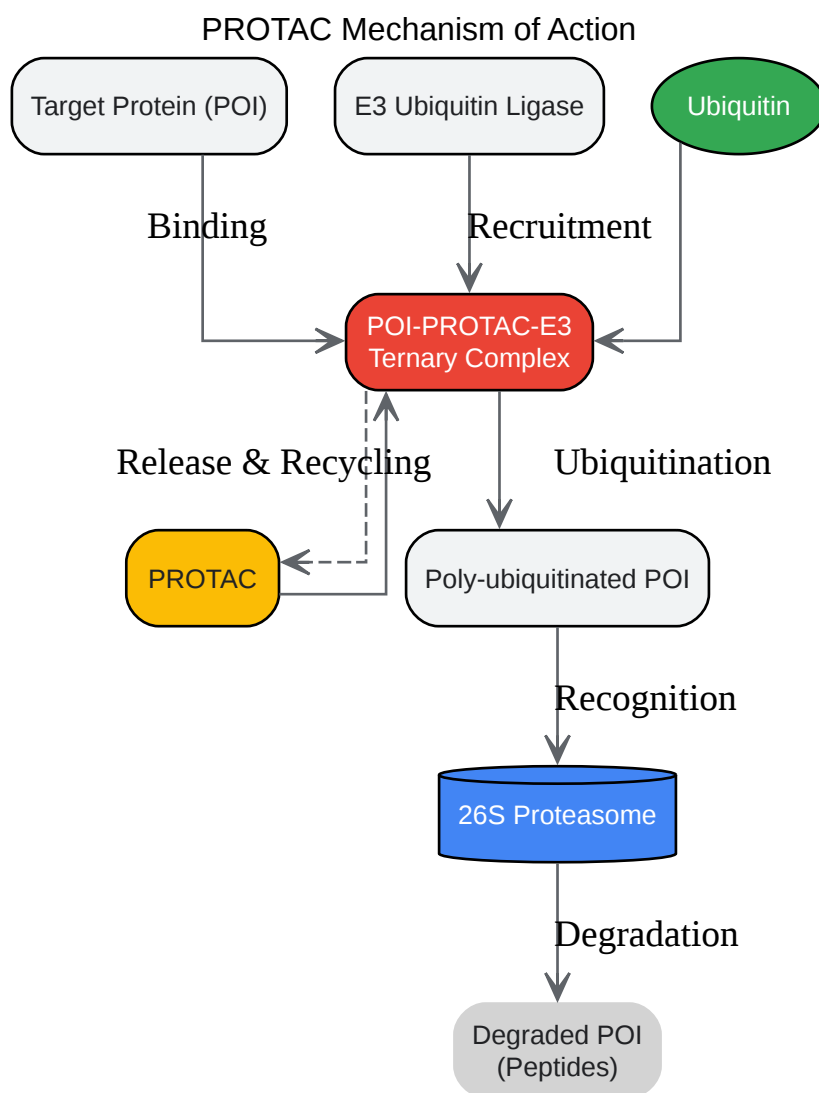 PROTAC Mechanism of Action
Target Protein (POI)
E3 Ubiquitin Ligase
Ubiquitin
Binding
Recruitment
POI-PROTAC-E3
Ternary Complex
Release & Recycling
Ubiquitination
PROTAC
Poly-ubiquitinated POI
Recognition
26S Proteasome
Degradation
Degraded POI
(Peptides)